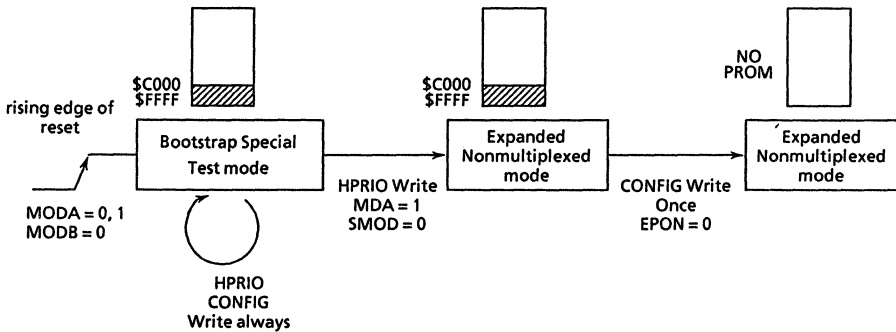 $C000
$FFFF
rising edge of
reset
Bootstrap Special
Test mode
MODA = 0, 1
MODB = 0
HPRIO
CONFIG
Write always
HPRIO Write
MDA = 1
SMOD = 0
$C000
$FFFF
Expanded
Nonmultiplexed
mode
CONFIG Write
Once
EPON = 0
NO
PROM
Expanded
Nonmultiplexed
mode